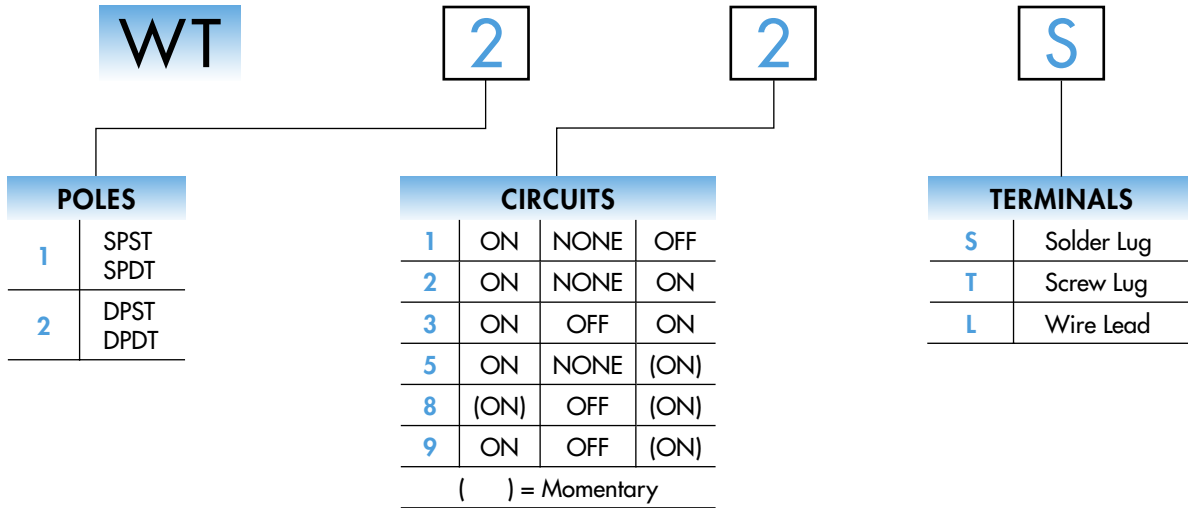 WT 2 2 S
POLES
1 SPST
SPDT
2 DPST
DPDT
CIRCUITS
1 ON NONE OFF
2 ON NONE ON
3 ON OFF ON
5 ON NONE (ON)
8 (ON) OFF (ON)
9 ON OFF (ON)
( ) = Momentary
TERMINALS
S Solder Lug
T Screw Lug
L Wire Lead